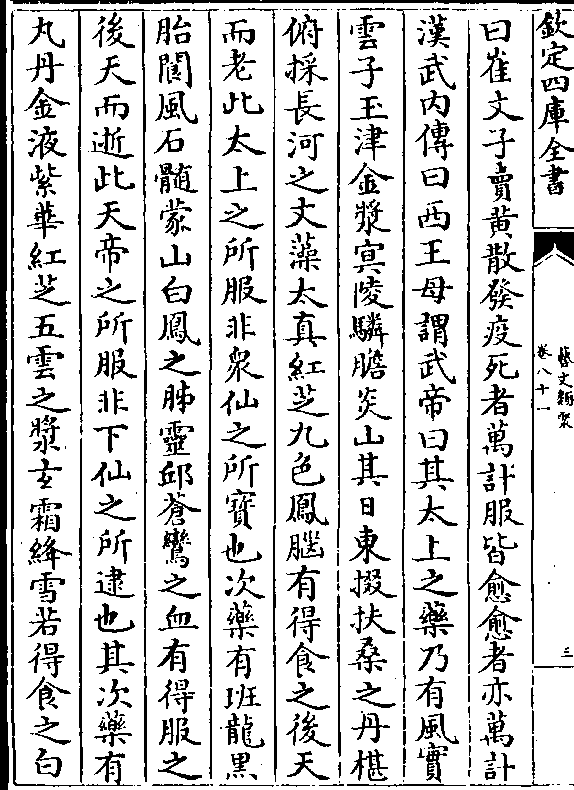 欽定四庫全書
藝文類聚
卷八十一
三
曰崔文子賣黄散發疫死者萬計服皆愈愈者亦萬計
漢武内傳曰西王母謂武帝曰其太上之藥乃有風實
雲子玉津金漿㝠陵驎膽炎山其日東掇扶桑之丹椹
俯採長河之文藻太真紅芝九色鳳腦有得食之後天
而老此太上之所服非衆仙之所寶也次藥有班龍黒
胎閬風石髓蒙山白鳳之肺靈邱蒼鸞之血有得服之
後天而逝此天帝之所服非下仙之所逮也其次藥有
丸丹金液紫華紅芝五雲之漿玄霜絳雪若得食之白